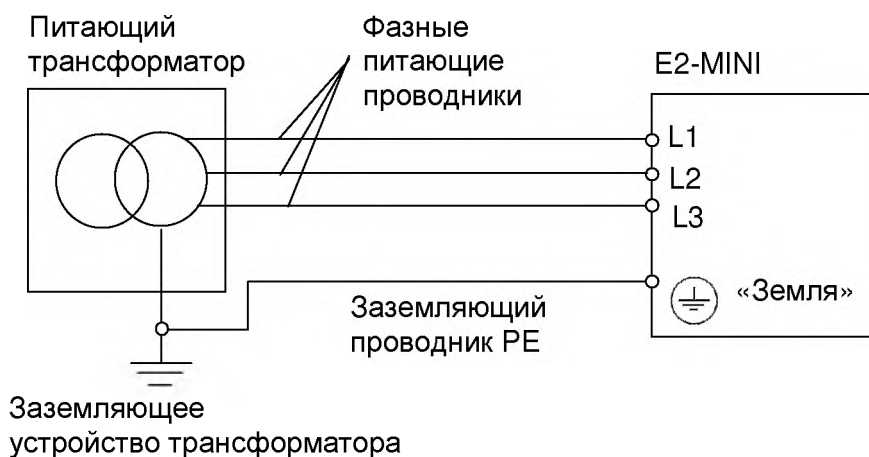 Питающий
трансформатор
Фазные
питающие
проводники
E2-MINI
L1
L2
L3
«Земля»
Заземляющий
проводник PE
Заземляющее
устройство трансформатора